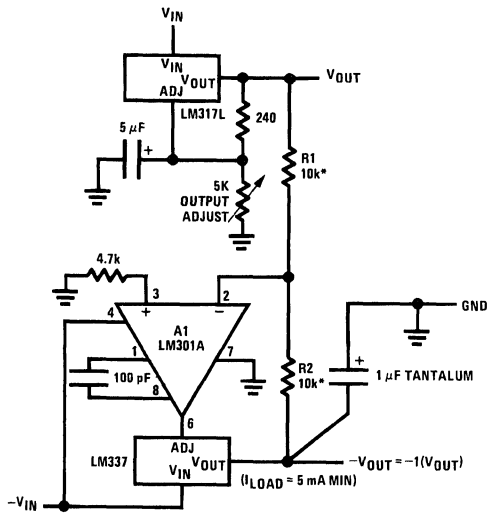 VIN
VIN
VOUT
VOUT
ADJ
LM317L
240
5 μF
+
R1
10k*
5K
OUTPUT
ADJUST
4.7k
3
2
4
+
−
A1
LM301A
1
7
100 pF
8
6
GND
R2
10k*
+
1 μF TANTALUM
ADJ
LM337
VOUT
VIN
−VOUT = −1(VOUT)
(ILOAD = 5 mA MIN)
−VIN